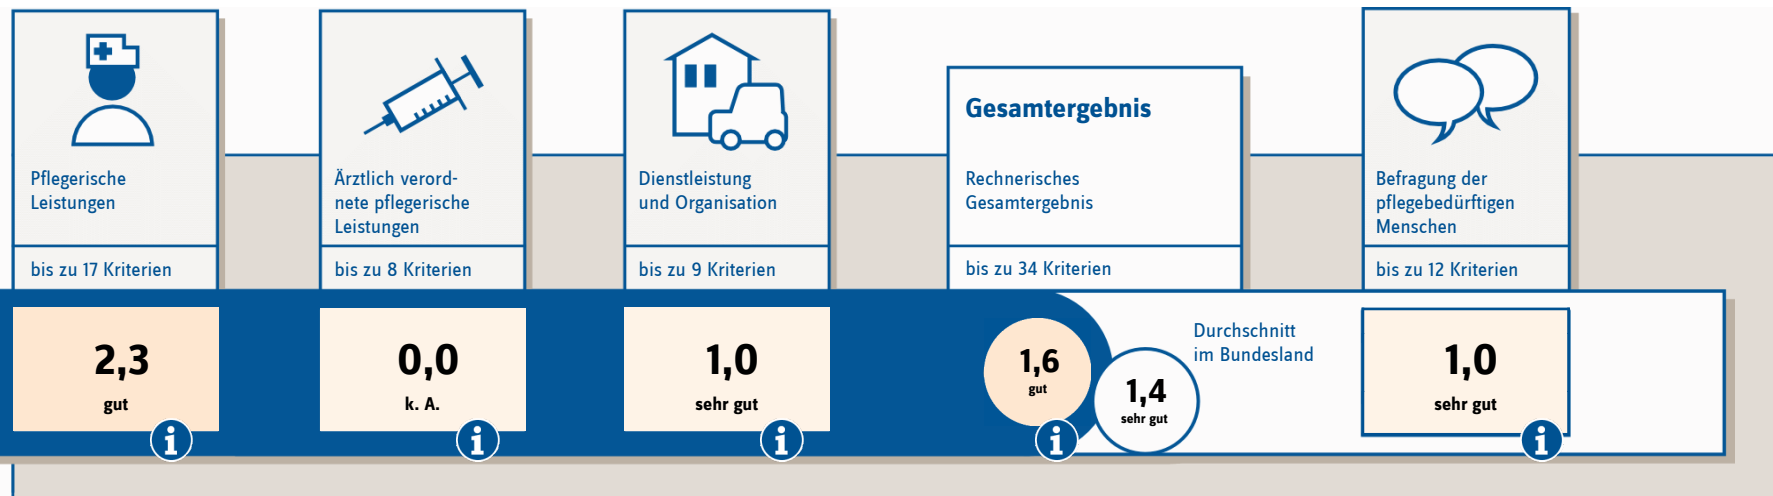 Pflegerische
Leistungen
bis zu 17 Kriterien
2,3
gut
i
Ärztlich verord-
nete pflegerische
Leistungen
bis zu 8 Kriterien
0,0
k. A.
i
Dienstleistung
und Organisation
bis zu 9 Kriterien
1,0
sehr gut
i
Gesamtergebnis
Rechnerisches
Gesamtergebnis
bis zu 34 Kriterien
1,6
gut
i
1,4
sehr gut
Durchschnitt
im Bundesland
Befragung der
pflegebedürftigen
Menschen
bis zu 12 Kriterien
1,0
sehr gut
i